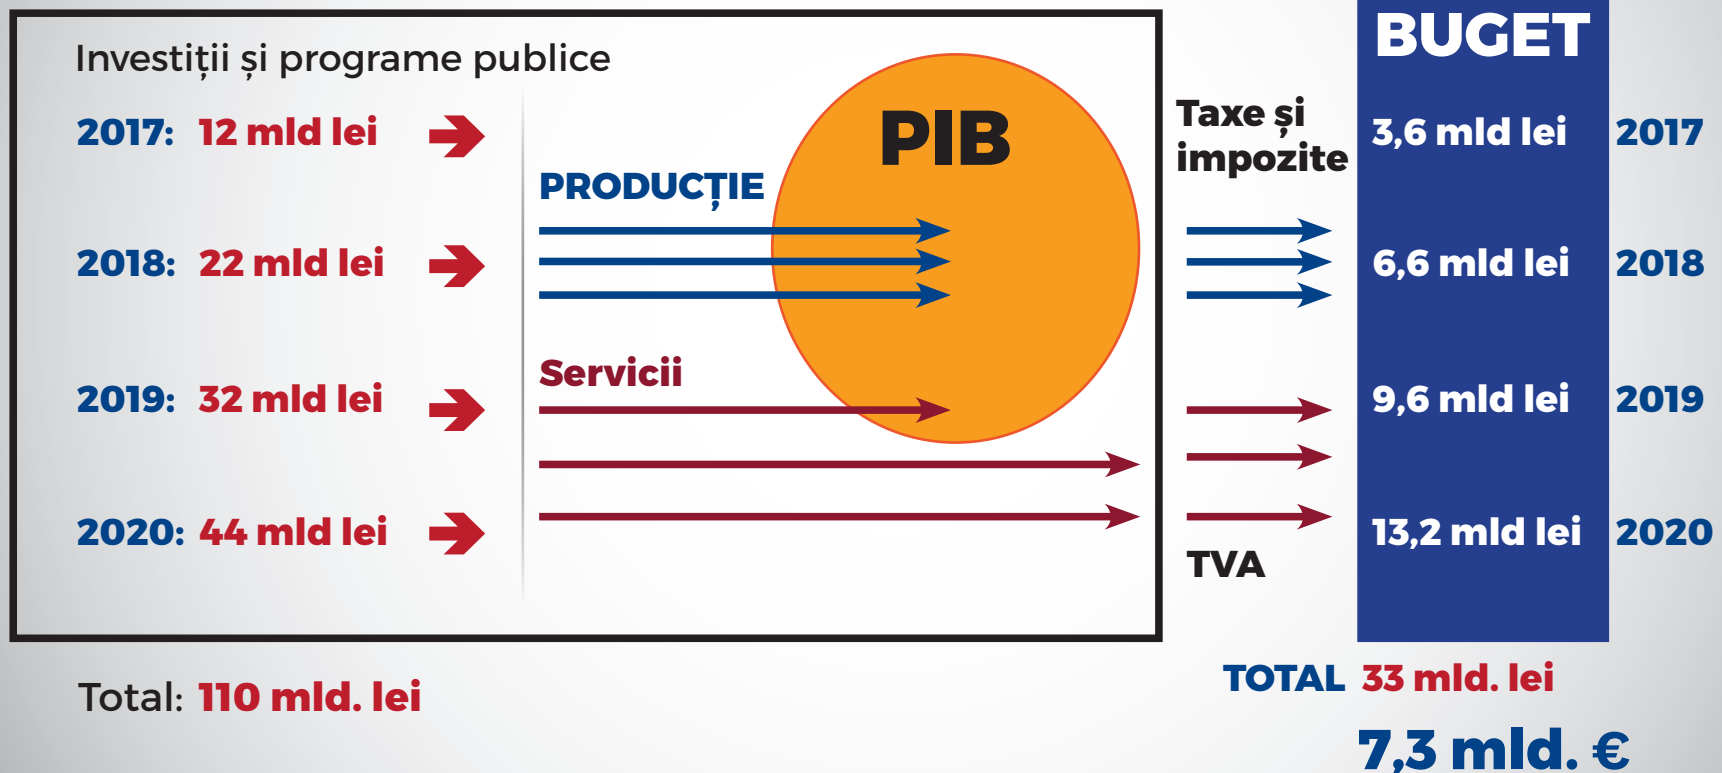 Investiții și programe publice
2017: 12 mld lei
2018: 22 mld lei
2019: 32 mld lei
2020: 44 mld lei
Total: 110 mld. lei
PRODUCȚIE
Servicii
PIB
Taxe și
impozite
TVA
BUGET
3,6 mld lei 2017
6,6 mld lei 2018
9,6 mld lei 2019
13,2 mld lei 2020
TOTAL 33 mld. lei
7,3 mld. €